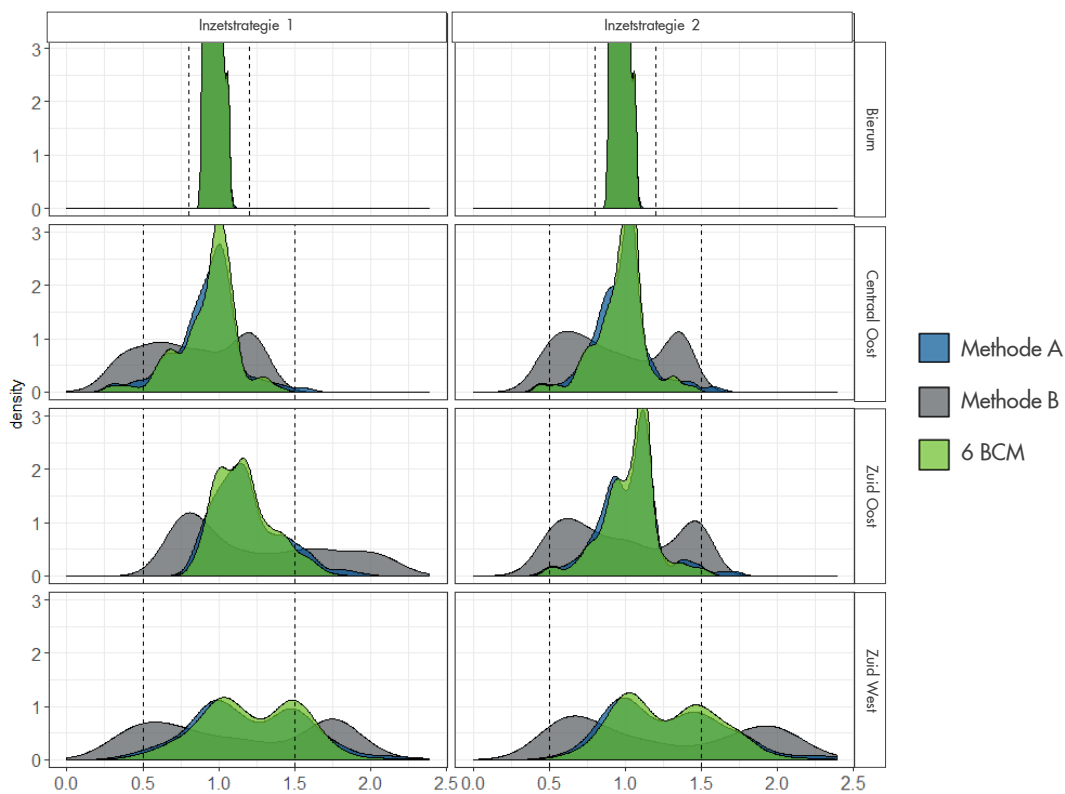 Inzetstrategie 1
Inzetstrategie 2
3
2
1
0
Bierum
3
2
1
0
Centraal Oost
density
3
2
1
0
Zuid Oost
3
2
1
0
Zuid West
0.0 0.5 1.0 1.5 2.0 2.5 0.0 0.5 1.0 1.5 2.0 2.5
Methode A
Methode B
6 BCM